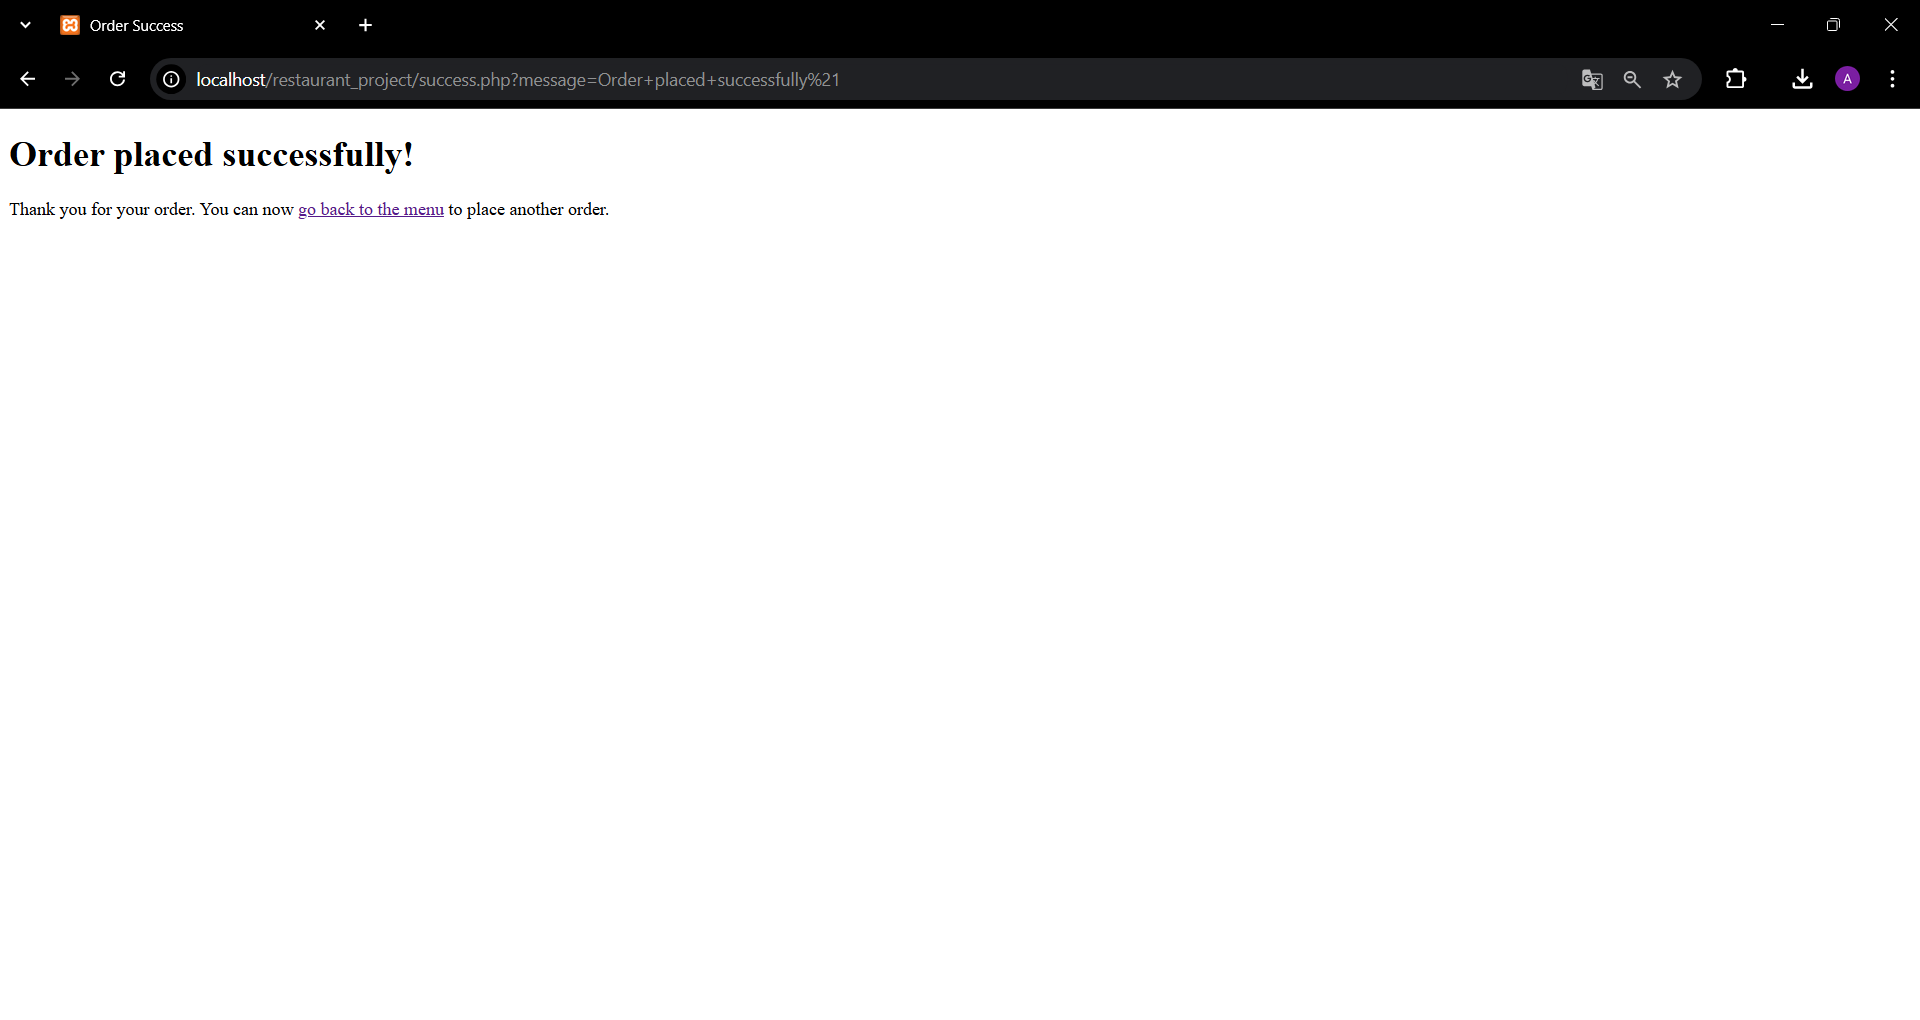 Order Success
localhost/restaurant_project/success.php?message=Order+placed+successfully%21
A
Order placed successfully!
Thank you for your order. You can now go back to the menu to place another order.